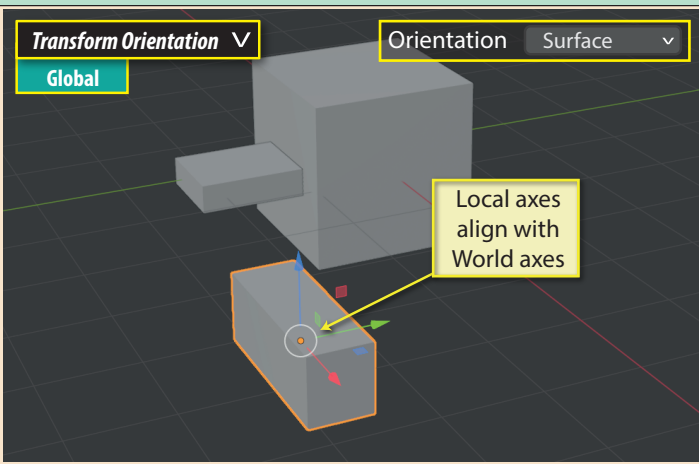 Transform Orientation
Orientation Surface
Global
Local axes
align with
World axes